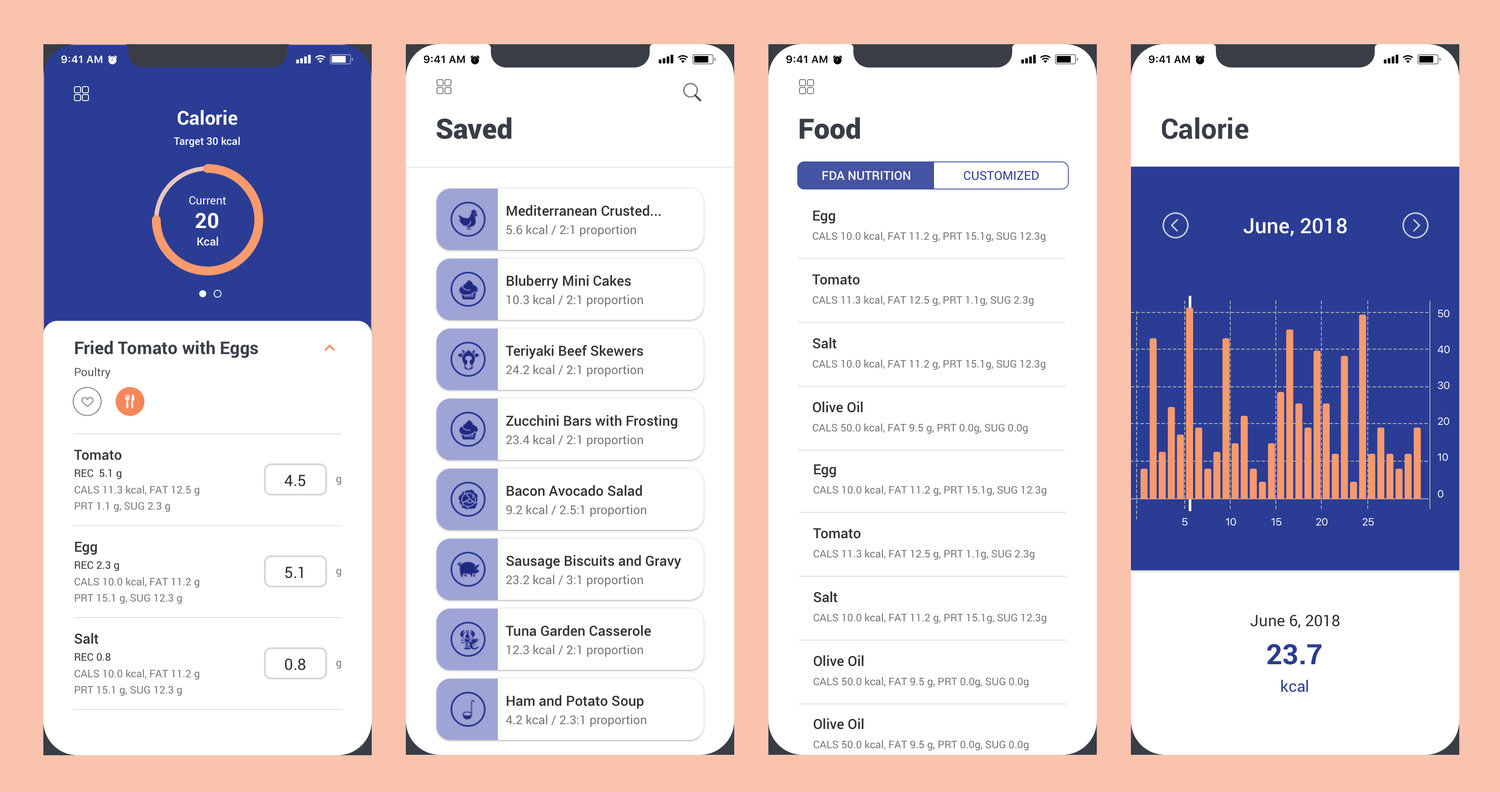 9:41 AM
Calorie
Target 30 kcal
Current
20
Kcal
Fried Tomato with Eggs
Poultry
Tomato
REC 5.1 g
CALS 11.3 kcal, FAT 12.5 g
PRT 1.1 g, SUG 2.3 g
4.5 g
Egg
REC 2.3 g
CALS 10.0 kcal, FAT 11.2 g
PRT 15.1 g, SUG 12.3 g
5.1 g
Salt
REC 0.8
CALS 10.0 kcal, FAT 11.2 g
PRT 15.1 g, SUG 12.3 g
0.8 g
9:41 AM
Saved
Mediterranean Crusted...
5.6 kcal / 2:1 proportion
Bluberry Mini Cakes
10.3 kcal / 2:1 proportion
Teriyaki Beef Skewers
24.2 kcal / 2:1 proportion
Zucchini Bars with Frosting
23.4 kcal / 2:1 proportion
Bacon Avocado Salad
9.2 kcal / 2.5:1 proportion
Sausage Biscuits and Gravy
23.2 kcal / 3:1 proportion
Tuna Garden Casserole
12.3 kcal / 2:1 proportion
Ham and Potato Soup
4.2 kcal / 2.3:1 proportion
9:41 AM
Food
FDA NUTRITION CUSTOMIZED
Egg
CALS 10.0 kcal, FAT 11.2 g, PRT 15.1g, SUG 12.3g
Tomato
CALS 11.3 kcal, FAT 12.5 g, PRT 1.1g, SUG 2.3g
Salt
CALS 10.0 kcal, FAT 11.2 g, PRT 15.1g, SUG 12.3g
Olive Oil
CALS 50.0 kcal, FAT 9.5 g, PRT 0.0g, SUG 0.0g
Egg
CALS 10.0 kcal, FAT 11.2 g, PRT 15.1g, SUG 12.3g
Tomato
CALS 11.3 kcal, FAT 12.5 g, PRT 1.1g, SUG 2.3g
Salt
CALS 10.0 kcal, FAT 11.2 g, PRT 15.1g, SUG 12.3g
Olive Oil
CALS 50.0 kcal, FAT 9.5 g, PRT 0.0g, SUG 0.0g
Olive Oil
CALS 50.0 kcal, FAT 9.5 g, PRT 0.0g, SUG 0.0g
9:41 AM
Calorie
June, 2018
50
40
30
20
10
0
5 10 15 20 25
June 6, 2018
23.7
kcal